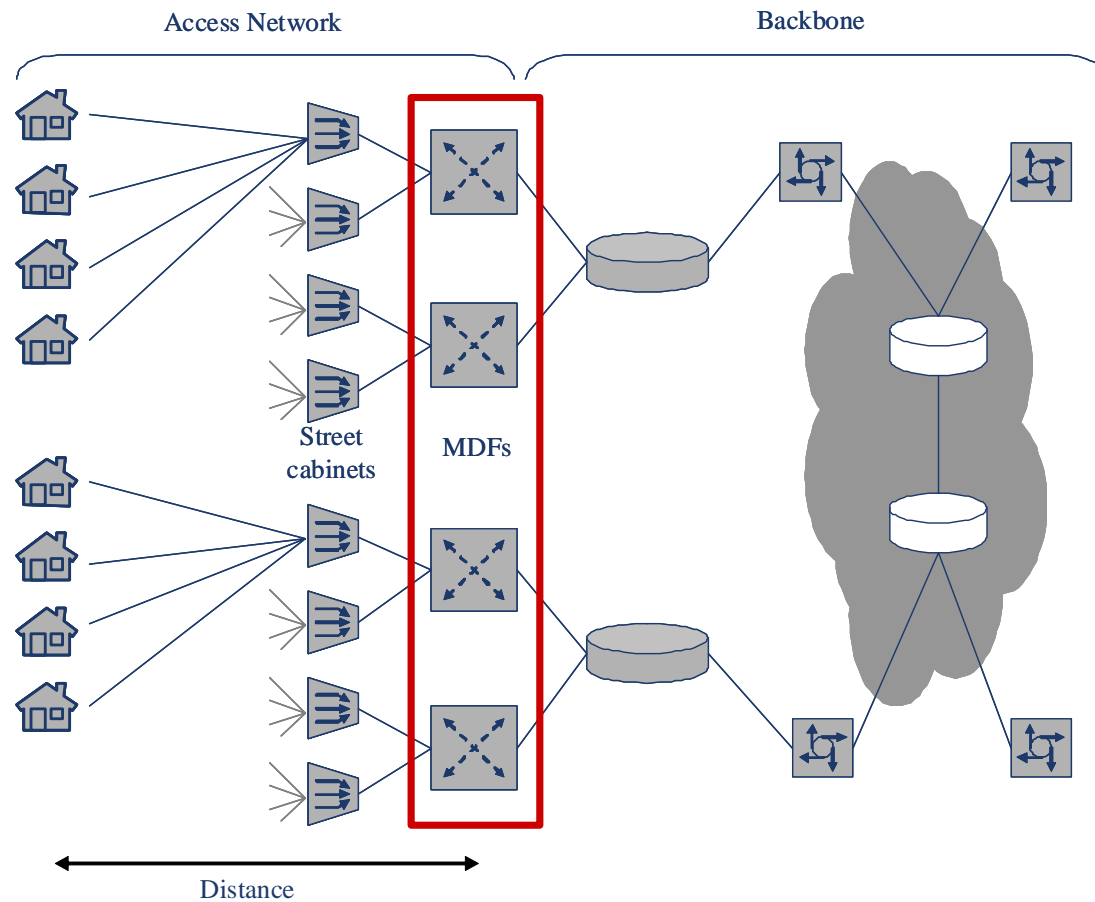 Access Network
Backbone
Street
cabinets
MDFs
Distance